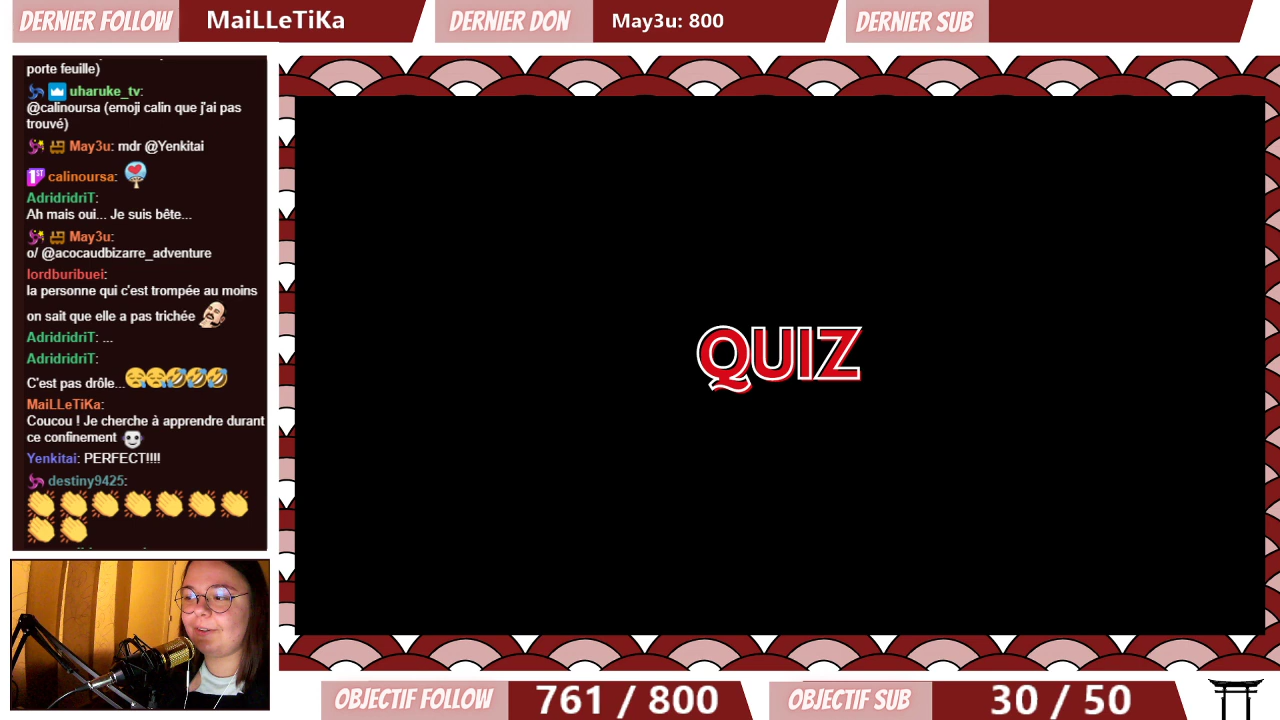 DERNIER FOLLOW
MaiLLeTiKa
DERNIER DON
May3u: 800
DERNIER SUB
porte feuille)
uharuke_tv:
@calinoursa (emoji calin que j'ai pas
trouvé)
May3u: mdr @Yenkitai
1ST calinoursa:
AdridridriT:
Ah mais oui... Je suis bête...
May3u:
o/ @acocaudbizarre_adventure
lordburibuei:
la personne qui c'est trompée au moins
on sait que elle a pas trichée
AdridridriT: ...
AdridridriT:
C'est pas drôle...
MaiLLeTiKa:
Coucou ! Je cherche à apprendre durant
ce confinement
Yenkitai: PERFECT!!!!
destiny9425:
QUIZ
OBJECTIF FOLLOW
761 / 800
OBJECTIF SUB
30 / 50